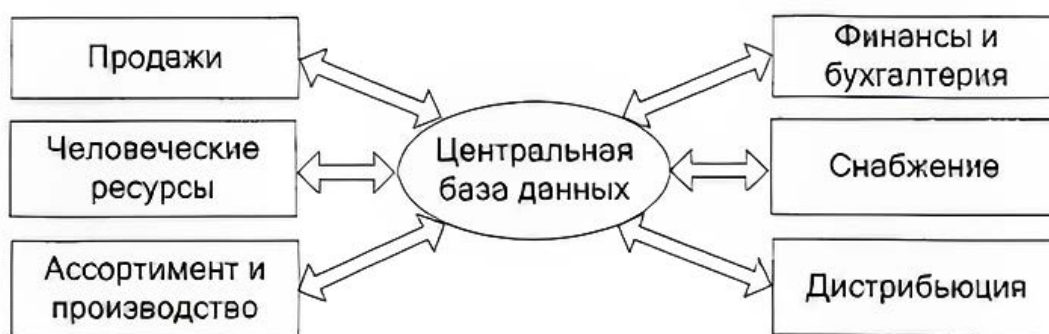 Продажи
Финансы и
бухгалтерия
Человеческие
ресурсы
Центральная
база данных
Снабжение
Ассортимент и
производство
Дистрибьюция